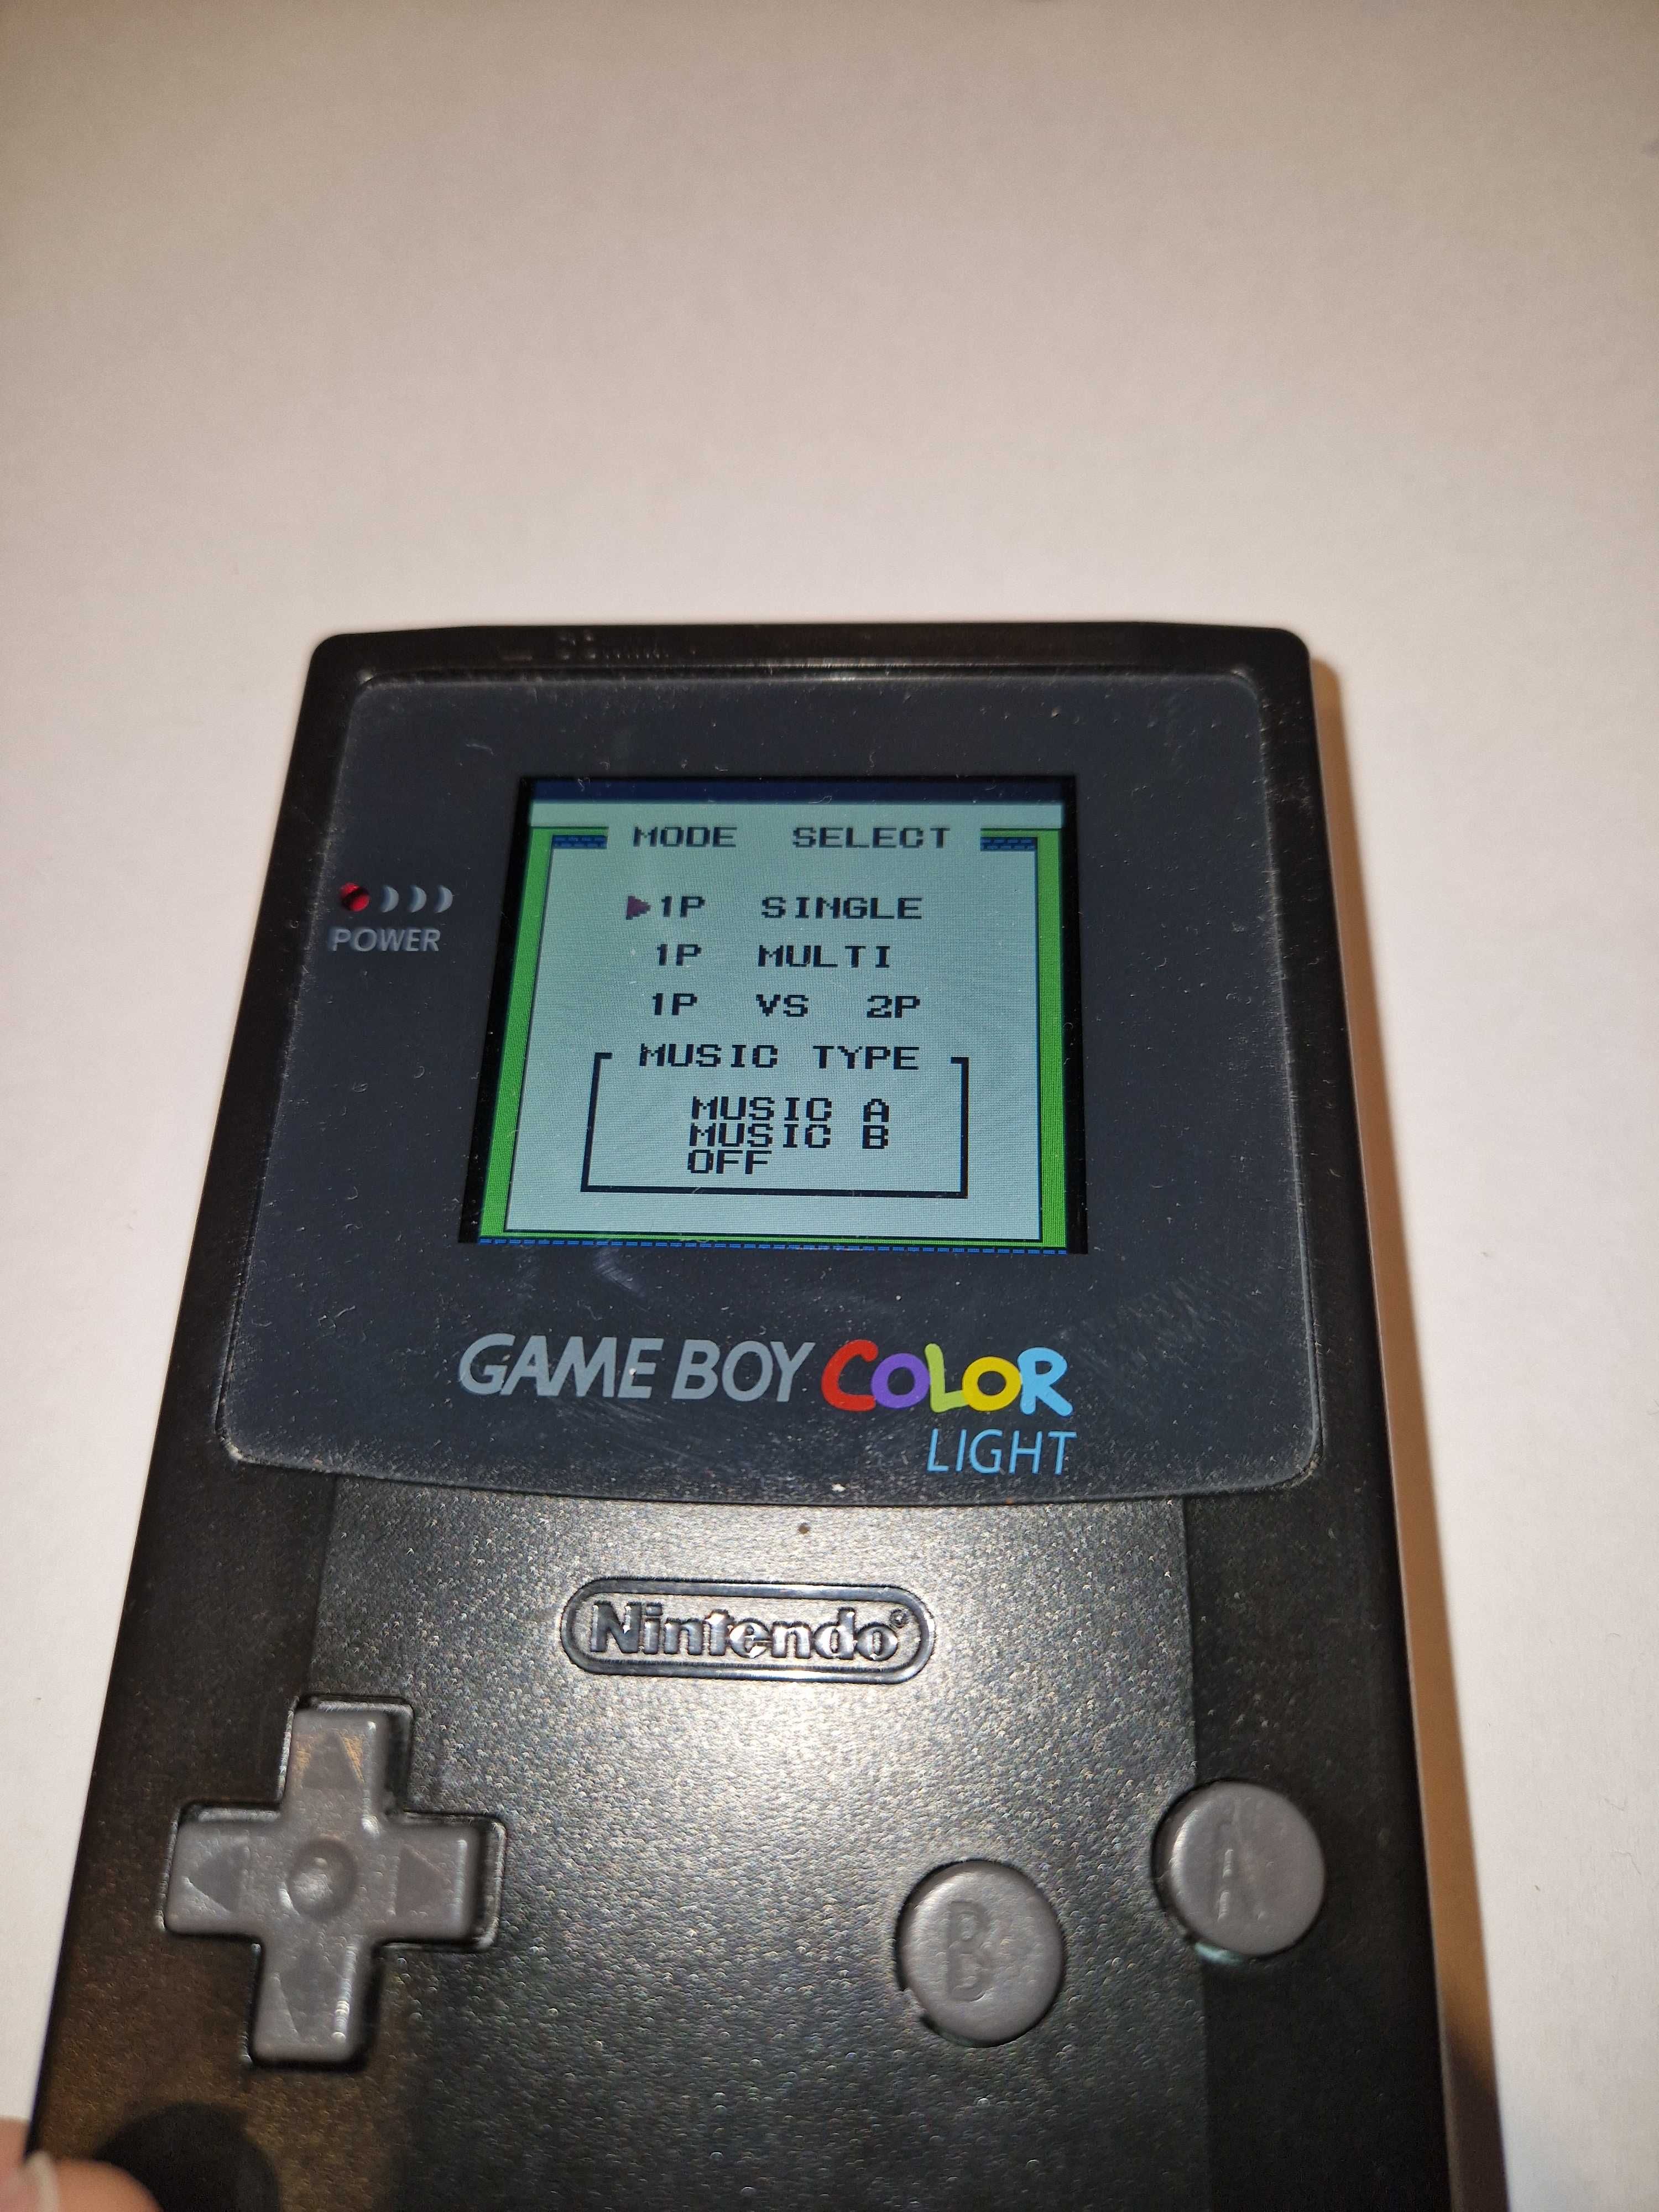 MODE SELECT
▶1P SINGLE
1P MULTI
1P VS 2P
MUSIC TYPE
MUSIC A
MUSIC B
OFF
POWER
GAME BOY COLOR
LIGHT
Nintendo®
B
A